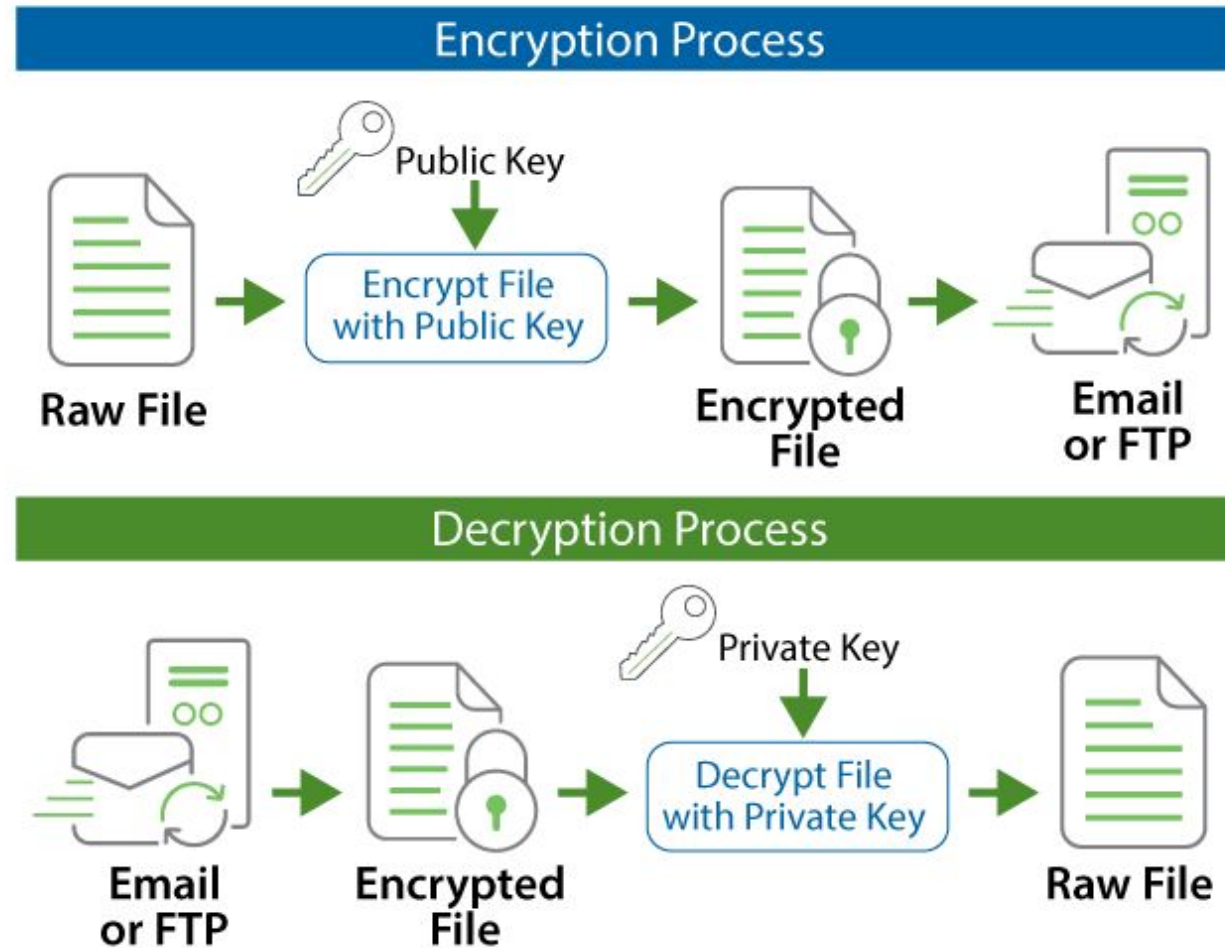 Encryption Process
Public Key
Encrypt File
with Public Key
Raw File
Encrypted
File
Email
or FTP
Decryption Process
Private Key
Decrypt File
with Private Key
Email
or FTP
Encrypted
File
Raw File